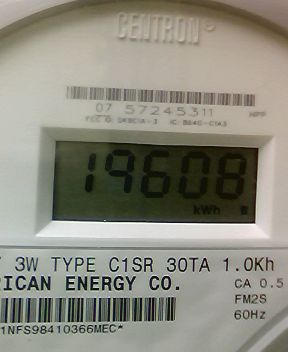 CENTRON
07 57245311
19608
kWh
3W TYPE C1SR 30TA 1.0Kh
RICAN ENERGY CO.
CA 0.5
FM2S
60Hz
1NFS98410366MEC*